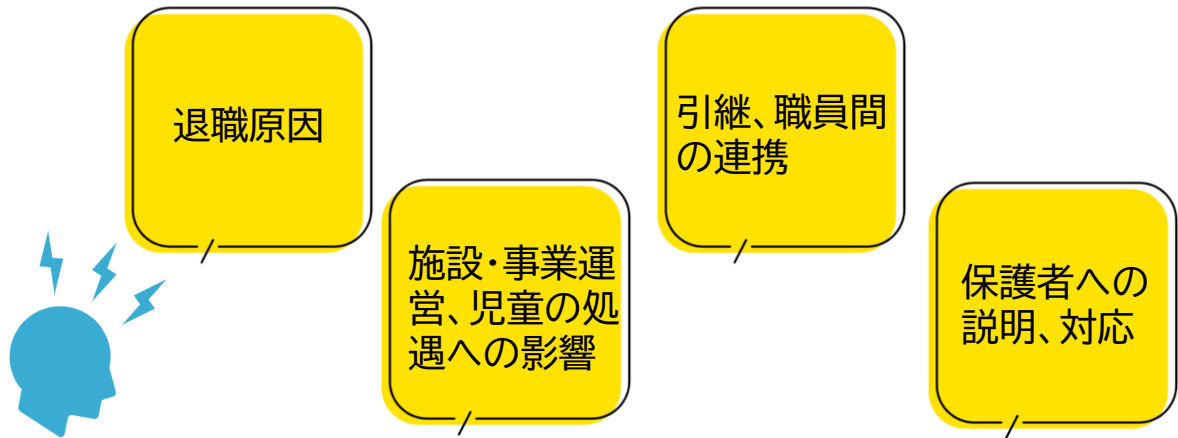 退職原因
施設・事業運
営、児童の処
遇への影響
引継、職員間
の連携
保護者への
説明、対応